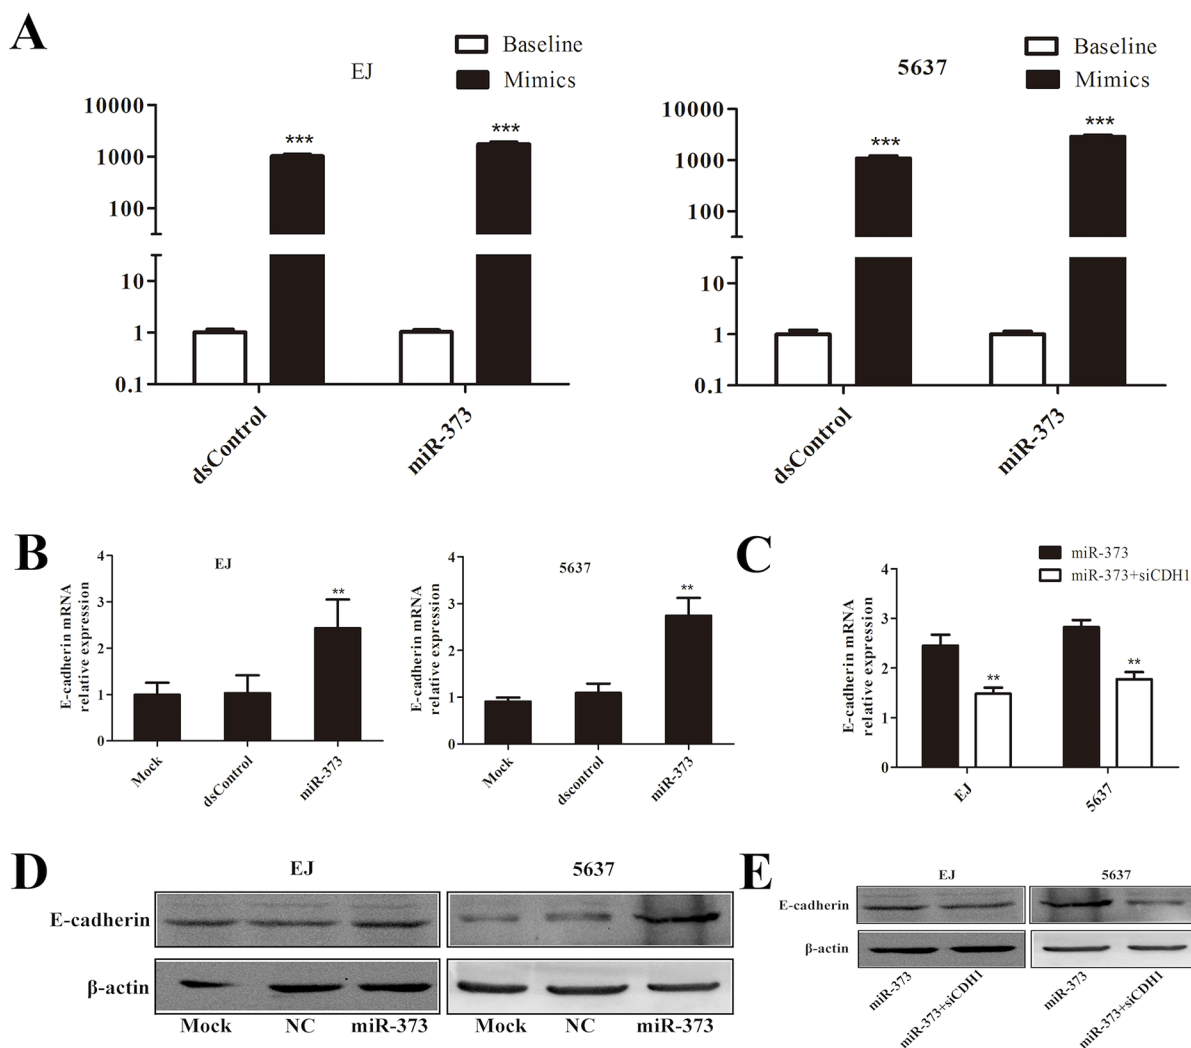 A
EJ
Baseline
Mimics
10000
1000
100
10
1
0.1
***
***
dsControl
miR-373
5637
Baseline
Mimics
10000
1000
100
10
1
0.1
***
***
dsControl
miR-373
B
EJ
E-cadherin mRNA
relative expression
4
3
2
1
0
**
Mock
dsControl
miR-373
5637
E-cadherin mRNA
relative expression
4
3
2
1
0
**
Mock
dscontrol
miR-373
C
miR-373
miR-373+siCDH1
E-cadherin mRNA
relative expression
4
3
2
1
0
**
**
EJ
5637
D
EJ
5637
E-cadherin
β-actin
Mock
NC
miR-373
Mock
NC
miR-373
E
EJ
5637
E-cadherin
β-actin
miR-373
miR-373+siCDH1
miR-373
miR-373+siCDH1